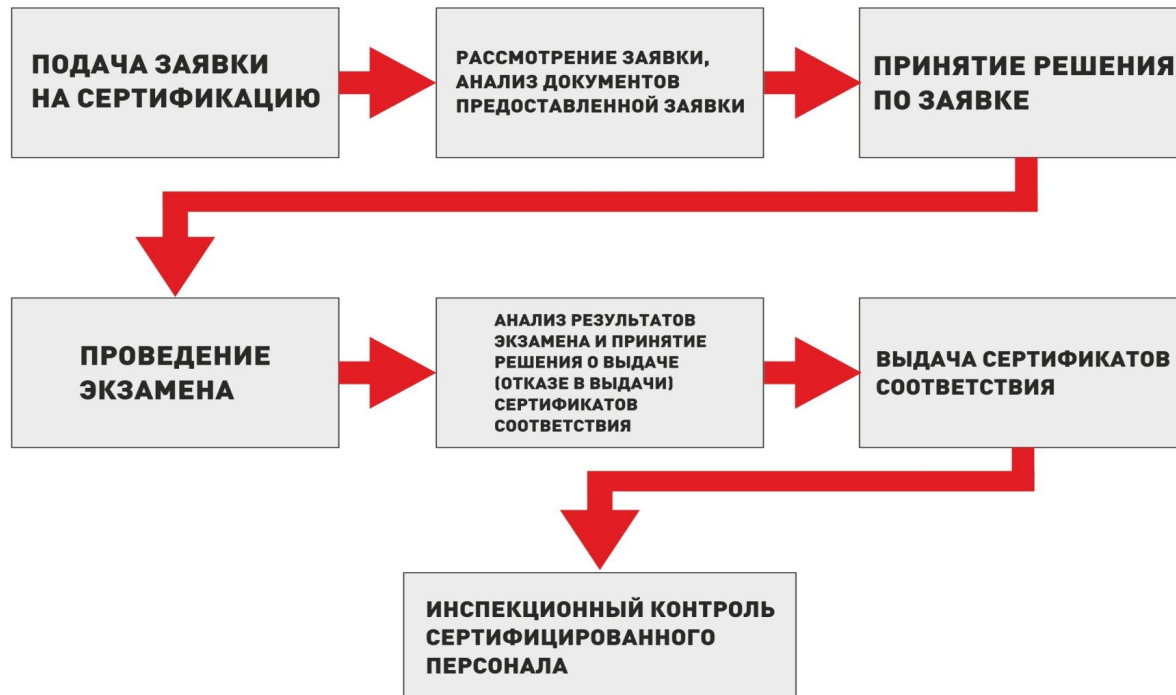 ПОДАЧА ЗАЯВКИ
НА СЕРТИФИКАЦИЮ
РАССМОТРЕНИЕ ЗАЯВКИ,
АНАЛИЗ ДОКУМЕНТОВ
ПРЕДОСТАВЛЕННОЙ ЗАЯВКИ
ПРИНЯТИЕ РЕШЕНИЯ
ПО ЗАЯВКЕ
ПРОВЕДЕНИЕ
ЭКЗАМЕНА
АНАЛИЗ РЕЗУЛЬТАТОВ
ЭКЗАМЕНА И ПРИНЯТИЕ
РЕШЕНИЯ О ВЫДАЧЕ
(ОТКАЗЕ В ВЫДАЧИ)
СЕРТИФИКАТОВ
СООТВЕТСТВИЯ
ВЫДАЧА СЕРТИФИКАТОВ
СООТВЕТСТВИЯ
ИНСПЕКЦИОННЫЙ КОНТРОЛЬ
СЕРТИФИЦИРОВАННОГО
ПЕРСОНАЛА